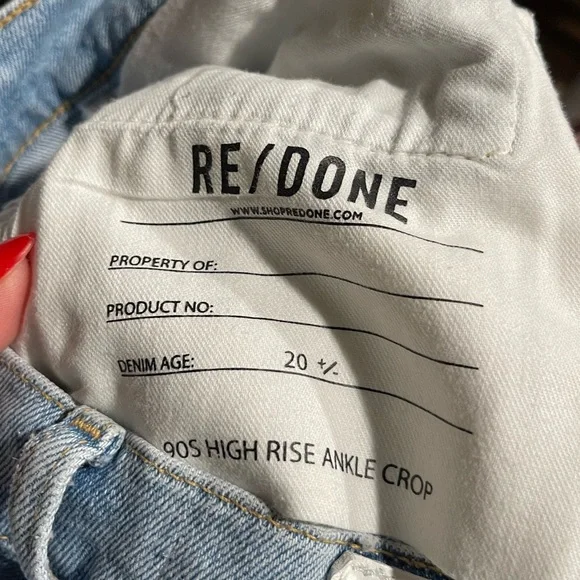 RE/DONE
WWW.SHOPREDONE.COM
PROPERTY OF:
PRODUCT NO:
DENIM AGE: 20 +/-
90S HIGH RISE ANKLE CROP